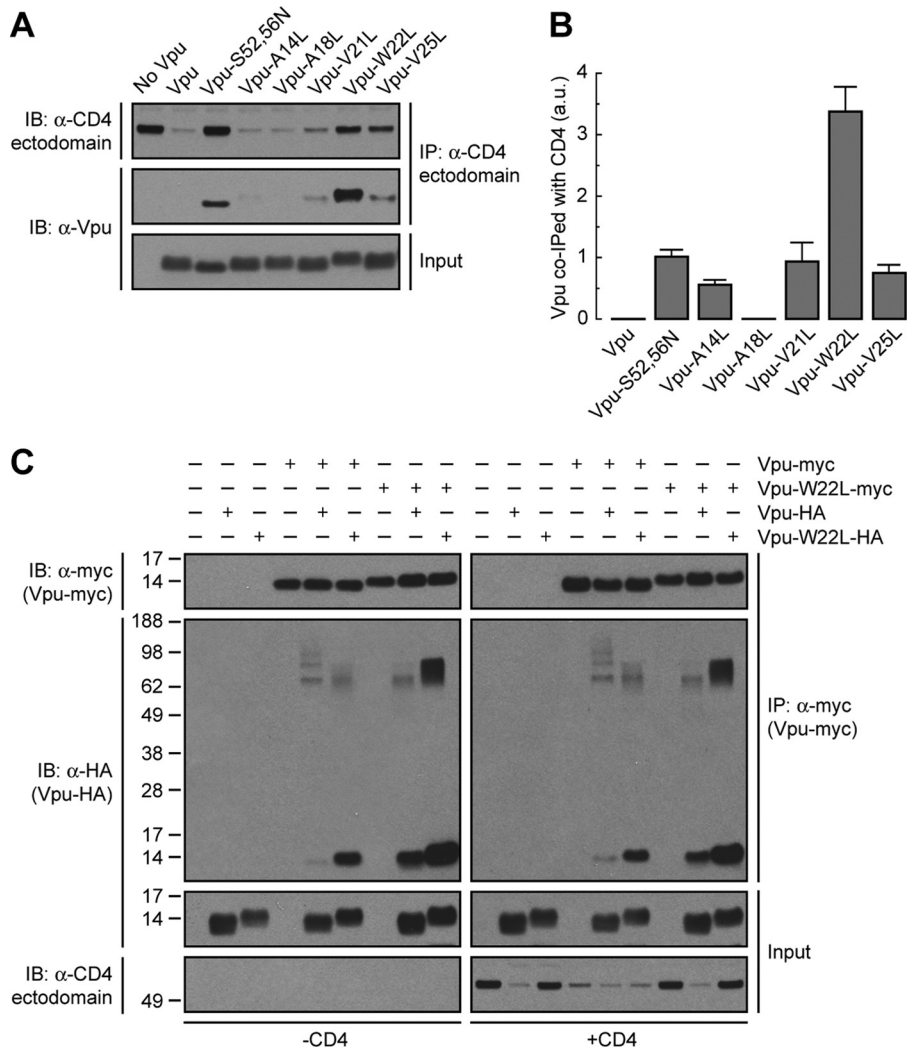 A
No Vpu
Vpu
Vpu-S52,56N
Vpu-A14L
Vpu-A18L
Vpu-V21L
Vpu-W22L
Vpu-V25L
IB: α-CD4
ectodomain
IB: α-Vpu
IP: α-CD4
ectodomain
Input
B
Vpu co-IPed with CD4 (a.u.)
4
3
2
1
0
Vpu
Vpu-S52,56N
Vpu-A14L
Vpu-A18L
Vpu-V21L
Vpu-W22L
Vpu-V25L
C
– – – + + + – – – – – – + + + – – – Vpu-myc
– – – – – – + + + – – – – – – + + + Vpu-W22L-myc
– + – – + – – + – – + – – + – – + – Vpu-HA
– – + – – + – – + – – + – – + – – + Vpu-W22L-HA
IB: α-myc
(Vpu-myc)
17
14
IB: α-HA
(Vpu-HA)
188
98
62
49
38
28
17
14
17
14
IB: α-CD4
ectodomain
49
IP: α-myc
(Vpu-myc)
Input
-CD4
+CD4